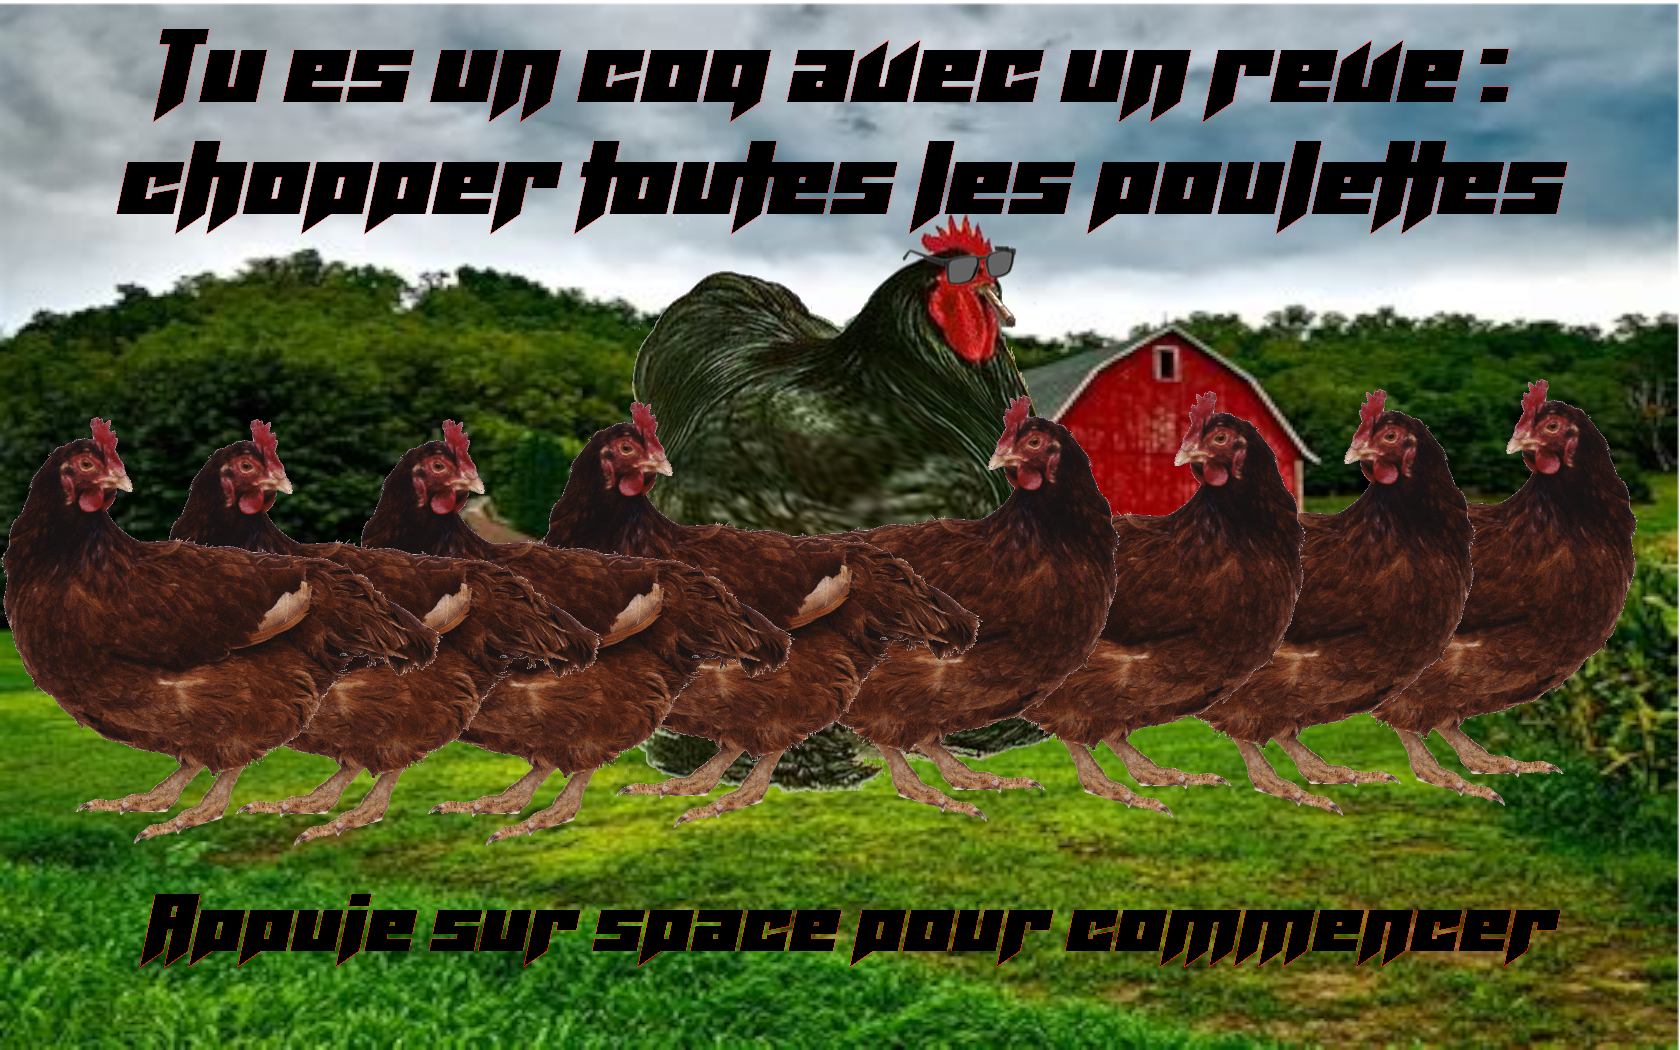 Tu es un coq avec un reve :
chopper toutes les poulettes
Appuie sur space pour commencer